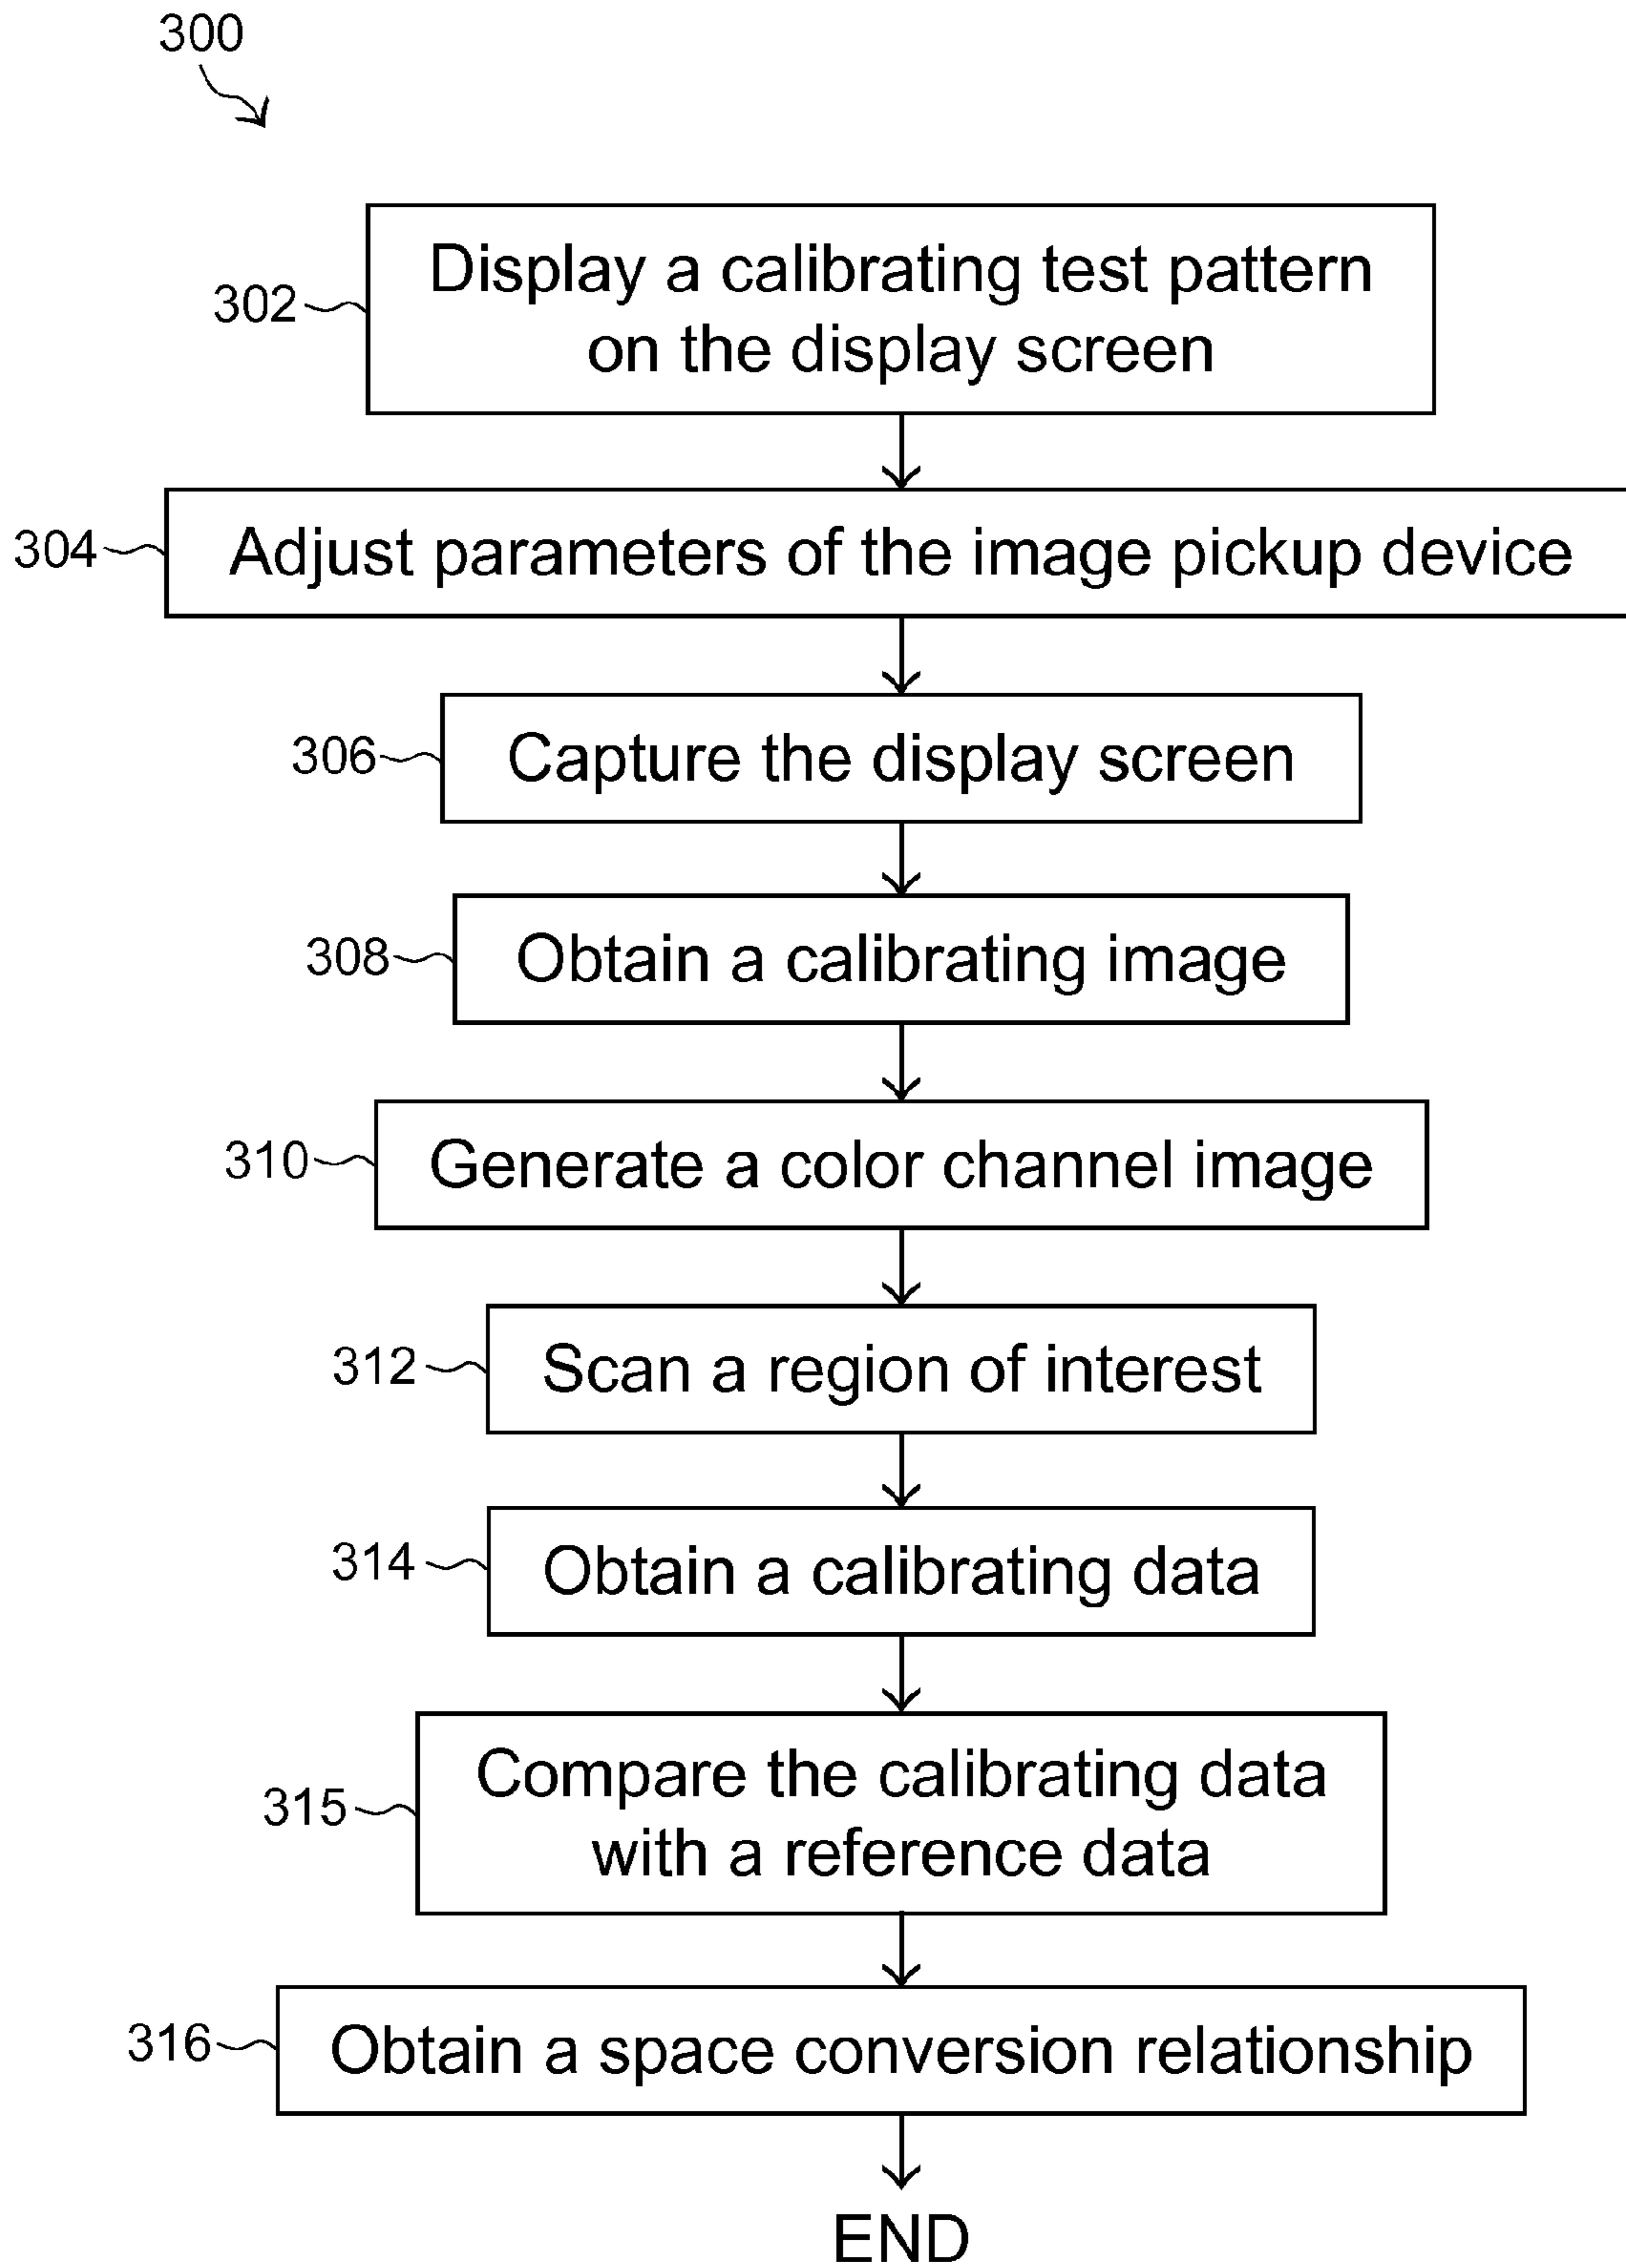 300
302
Display a calibrating test pattern
on the display screen
304
Adjust parameters of the image pickup device
306
Capture the display screen
308
Obtain a calibrating image
310
Generate a color channel image
312
Scan a region of interest
314
Obtain a calibrating data
315
Compare the calibrating data
with a reference data
316
Obtain a space conversion relationship
END